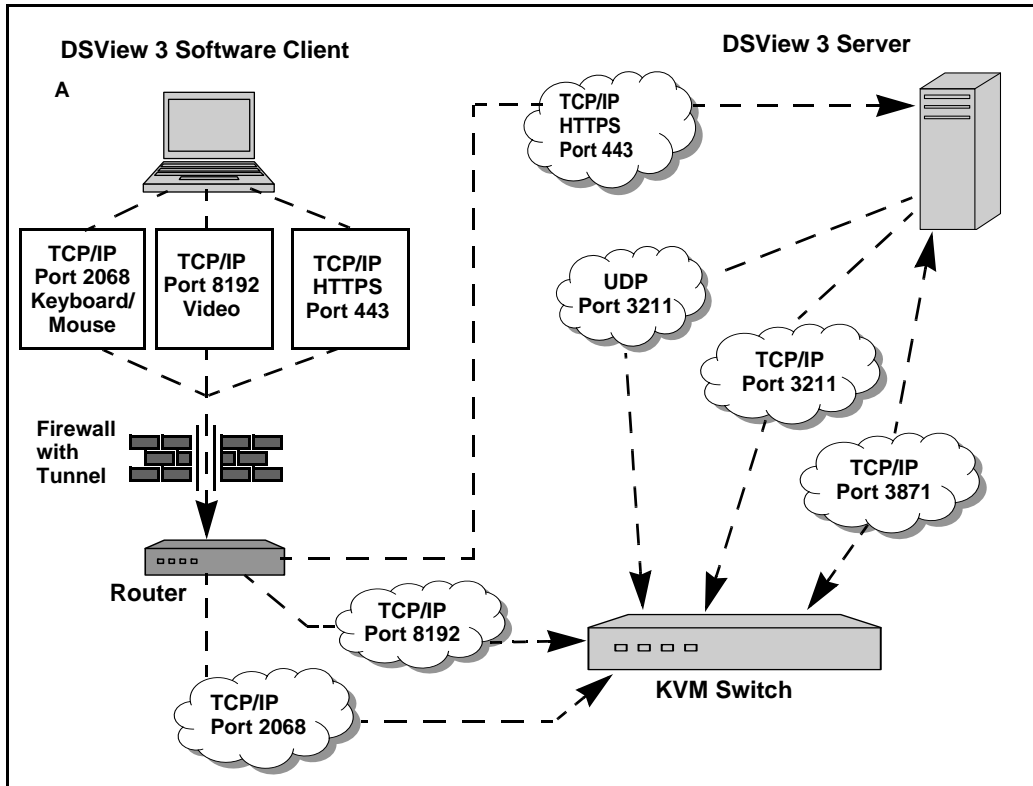 DSView 3 Software Client
DSView 3 Server
A
TCP/IP
HTTPS
Port 443
TCP/IP
Port 2068
Keyboard/
Mouse
TCP/IP
Port 8192
Video
TCP/IP
HTTPS
Port 443
UDP
Port 3211
TCP/IP
Port 3211
Firewall
with
Tunnel
TCP/IP
Port 3871
Router
TCP/IP
Port 8192
KVM Switch
TCP/IP
Port 2068